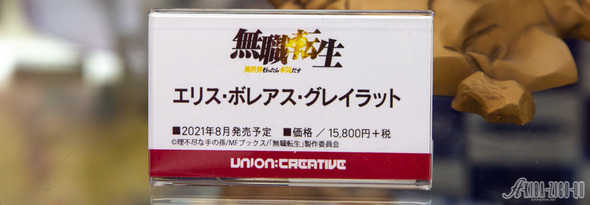 無職転生
異世界行ったら本気だす
エリス・ボレアス・グレイラット
■2021年8月発売予定 ■価格／15,800円+税
©理不尽な手の孫/MFブックス/「無職転生」製作委員会
UNION:CREATIVE
AKIBA-ZUGO-QU